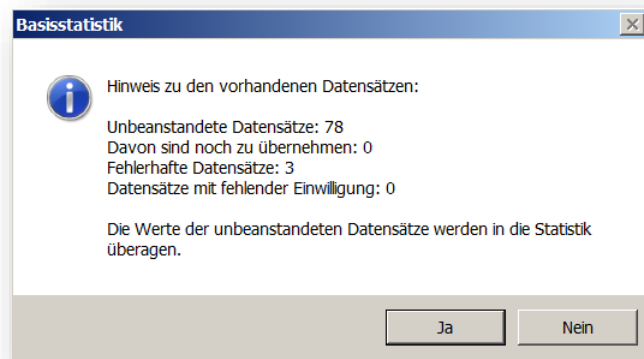 Basisstatistik
Hinweis zu den vorhandenen Datensätzen:
Unbeanstandete Datensätze: 78
Davon sind noch zu übernehmen: 0
Fehlerhafte Datensätze: 3
Datensätze mit fehlender Einwilligung: 0
Die Werte der unbeanstandeten Datensätze werden in die Statistik
überagen.
Ja
Nein